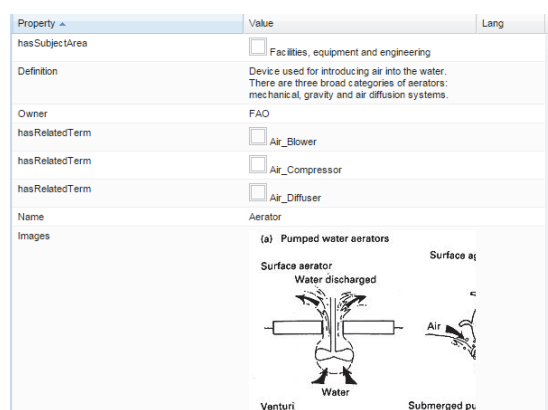 Property Value Lang
hasSubjectArea Facilities, equipment and engineering
Definition Device used for introducing air into the water.
There are three broad categories of aerators:
mechanical, gravity and air diffusion systems.
Owner FAO
hasRelatedTerm Air_Blower
hasRelatedTerm Air_Compressor
hasRelatedTerm Air_Diffuser
Name Aerator
Images
(a) Pumped water aerators
Surface
Surface aerator
Water discharged
Air
Water
Venturi Submerged